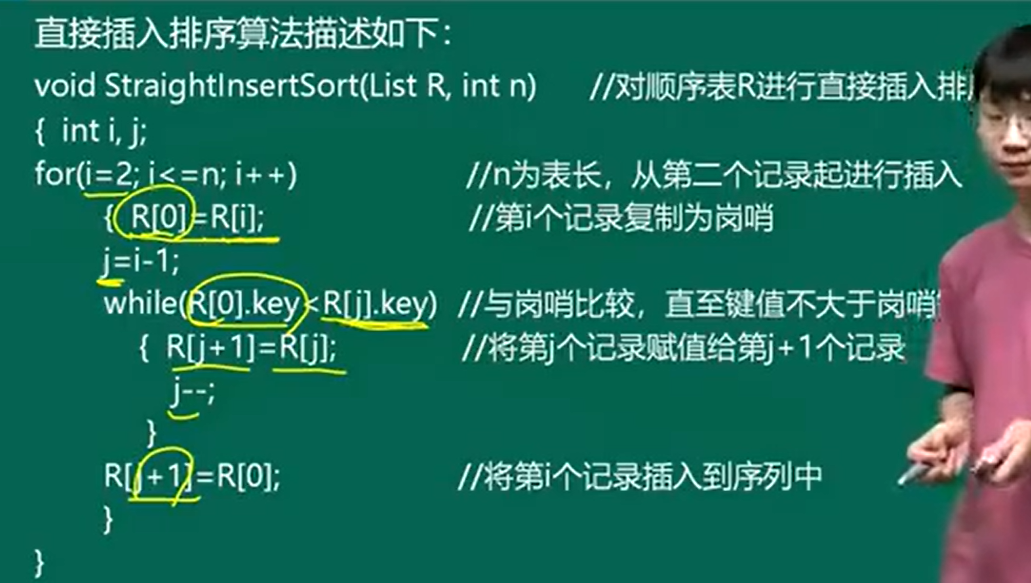 直接插入排序算法描述如下：
void StraightInsertSort(List R, int n) //对顺序表R进行直接插入排
{ int i, j;
for(i=2; i<=n; i++) //n为表长，从第二个记录起进行插入
{ R[0]=R[i]; //第i个记录复制为岗哨
j=i-1;
while(R[0].key<R[j].key) //与岗哨比较，直至键值不大于岗哨
{ R[j+1]=R[j]; //将第j个记录赋值给第j+1个记录
j--;
}
R[j+1]=R[0]; //将第i个记录插入到序列中
}
}